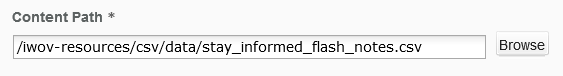 Content Path *
/iwov-resources/csv/data/stay_informed_flash_notes.csv Browse